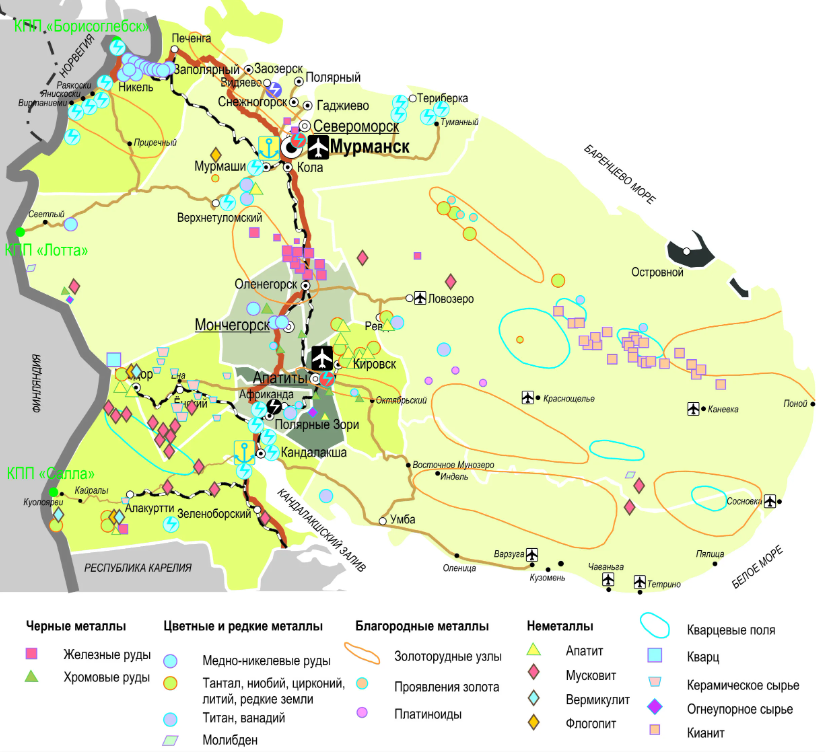 КПП «Борисоглебск»
НОРВЕГИЯ
Печенга
Заполярный
Заозерск
Видяево
Полярный
Раякоски
Янискоски
Виртаниеми
Никель
Снежногорск
Гаджиево
Териберка
Туманный
Североморск
Приречный
Мурманск
Мурмаши
Кола
БАРЕНЦЕВО МОРЕ
Верхнетуломский
Светлый
КПП «Лотта»
Островной
Оленегорск
Ловозеро
Мончегорск
Рев
ФИНЛЯНДИЯ
Кировск
дор
Ёна
Апатиты
Ёнский
Африканда
Октябрьский
Краснощелье
Каневка
Поной
Полярные Зори
КПП «Салла»
Кандалакша
Восточное Мунозеро
Индель
Куолоярви
Кайралы
Алакуртти
Зеленоборский
КАНДАЛАКШСКИЙ ЗАЛИВ
Умба
Сосновка
Варзуга
Оленица
Кузомень
Чаваньга
Тетрино
Пялица
БЕЛОЕ МОРЕ
РЕСПУБЛИКА КАРЕЛИЯ
Черные металлы
Железные руды
Хромовые руды
Цветные и редкие металлы
Медно-никелевые руды
Тантал, ниобий, цирконий,
литий, редкие земли
Титан, ванадий
Молибден
Благородные металлы
Золоторудные узлы
Проявления золота
Платиноиды
Неметаллы
Апатит
Мусковит
Вермикулит
Флогопит
Кварцевые поля
Кварц
Керамическое сырье
Огнеупорное сырье
Кианит